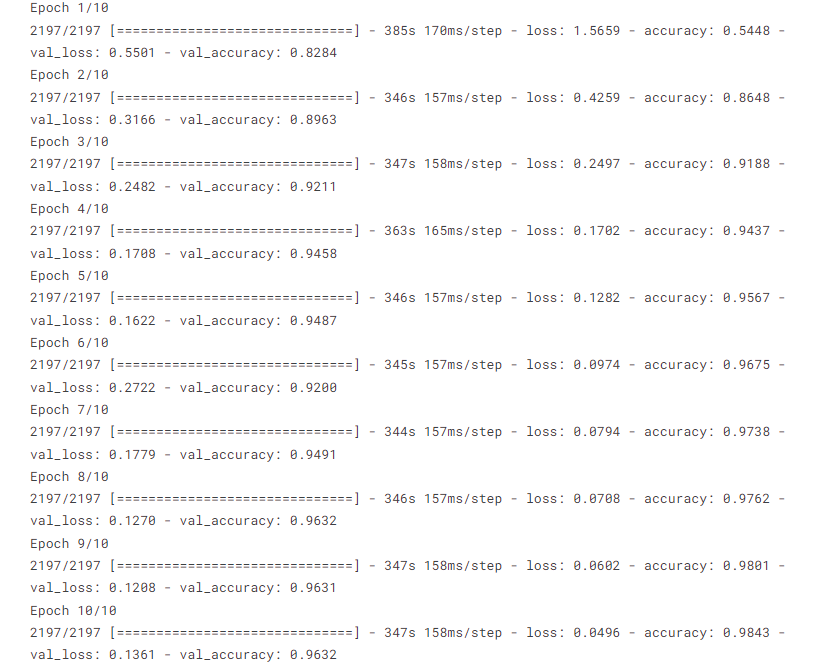 Epoch 1/10
2197/2197 [==============================] - 385s 170ms/step - loss: 1.5659 - accuracy: 0.5448 -
val_loss: 0.5501 - val_accuracy: 0.8284
Epoch 2/10
2197/2197 [==============================] - 346s 157ms/step - loss: 0.4259 - accuracy: 0.8648 -
val_loss: 0.3166 - val_accuracy: 0.8963
Epoch 3/10
2197/2197 [==============================] - 347s 158ms/step - loss: 0.2497 - accuracy: 0.9188 -
val_loss: 0.2482 - val_accuracy: 0.9211
Epoch 4/10
2197/2197 [==============================] - 363s 165ms/step - loss: 0.1702 - accuracy: 0.9437 -
val_loss: 0.1708 - val_accuracy: 0.9458
Epoch 5/10
2197/2197 [==============================] - 346s 157ms/step - loss: 0.1282 - accuracy: 0.9567 -
val_loss: 0.1622 - val_accuracy: 0.9487
Epoch 6/10
2197/2197 [==============================] - 345s 157ms/step - loss: 0.0974 - accuracy: 0.9675 -
val_loss: 0.2722 - val_accuracy: 0.9200
Epoch 7/10
2197/2197 [==============================] - 344s 157ms/step - loss: 0.0794 - accuracy: 0.9738 -
val_loss: 0.1779 - val_accuracy: 0.9491
Epoch 8/10
2197/2197 [==============================] - 346s 157ms/step - loss: 0.0708 - accuracy: 0.9762 -
val_loss: 0.1270 - val_accuracy: 0.9632
Epoch 9/10
2197/2197 [==============================] - 347s 158ms/step - loss: 0.0602 - accuracy: 0.9801 -
val_loss: 0.1208 - val_accuracy: 0.9631
Epoch 10/10
2197/2197 [==============================] - 347s 158ms/step - loss: 0.0496 - accuracy: 0.9843 -
val_loss: 0.1361 - val_accuracy: 0.9632